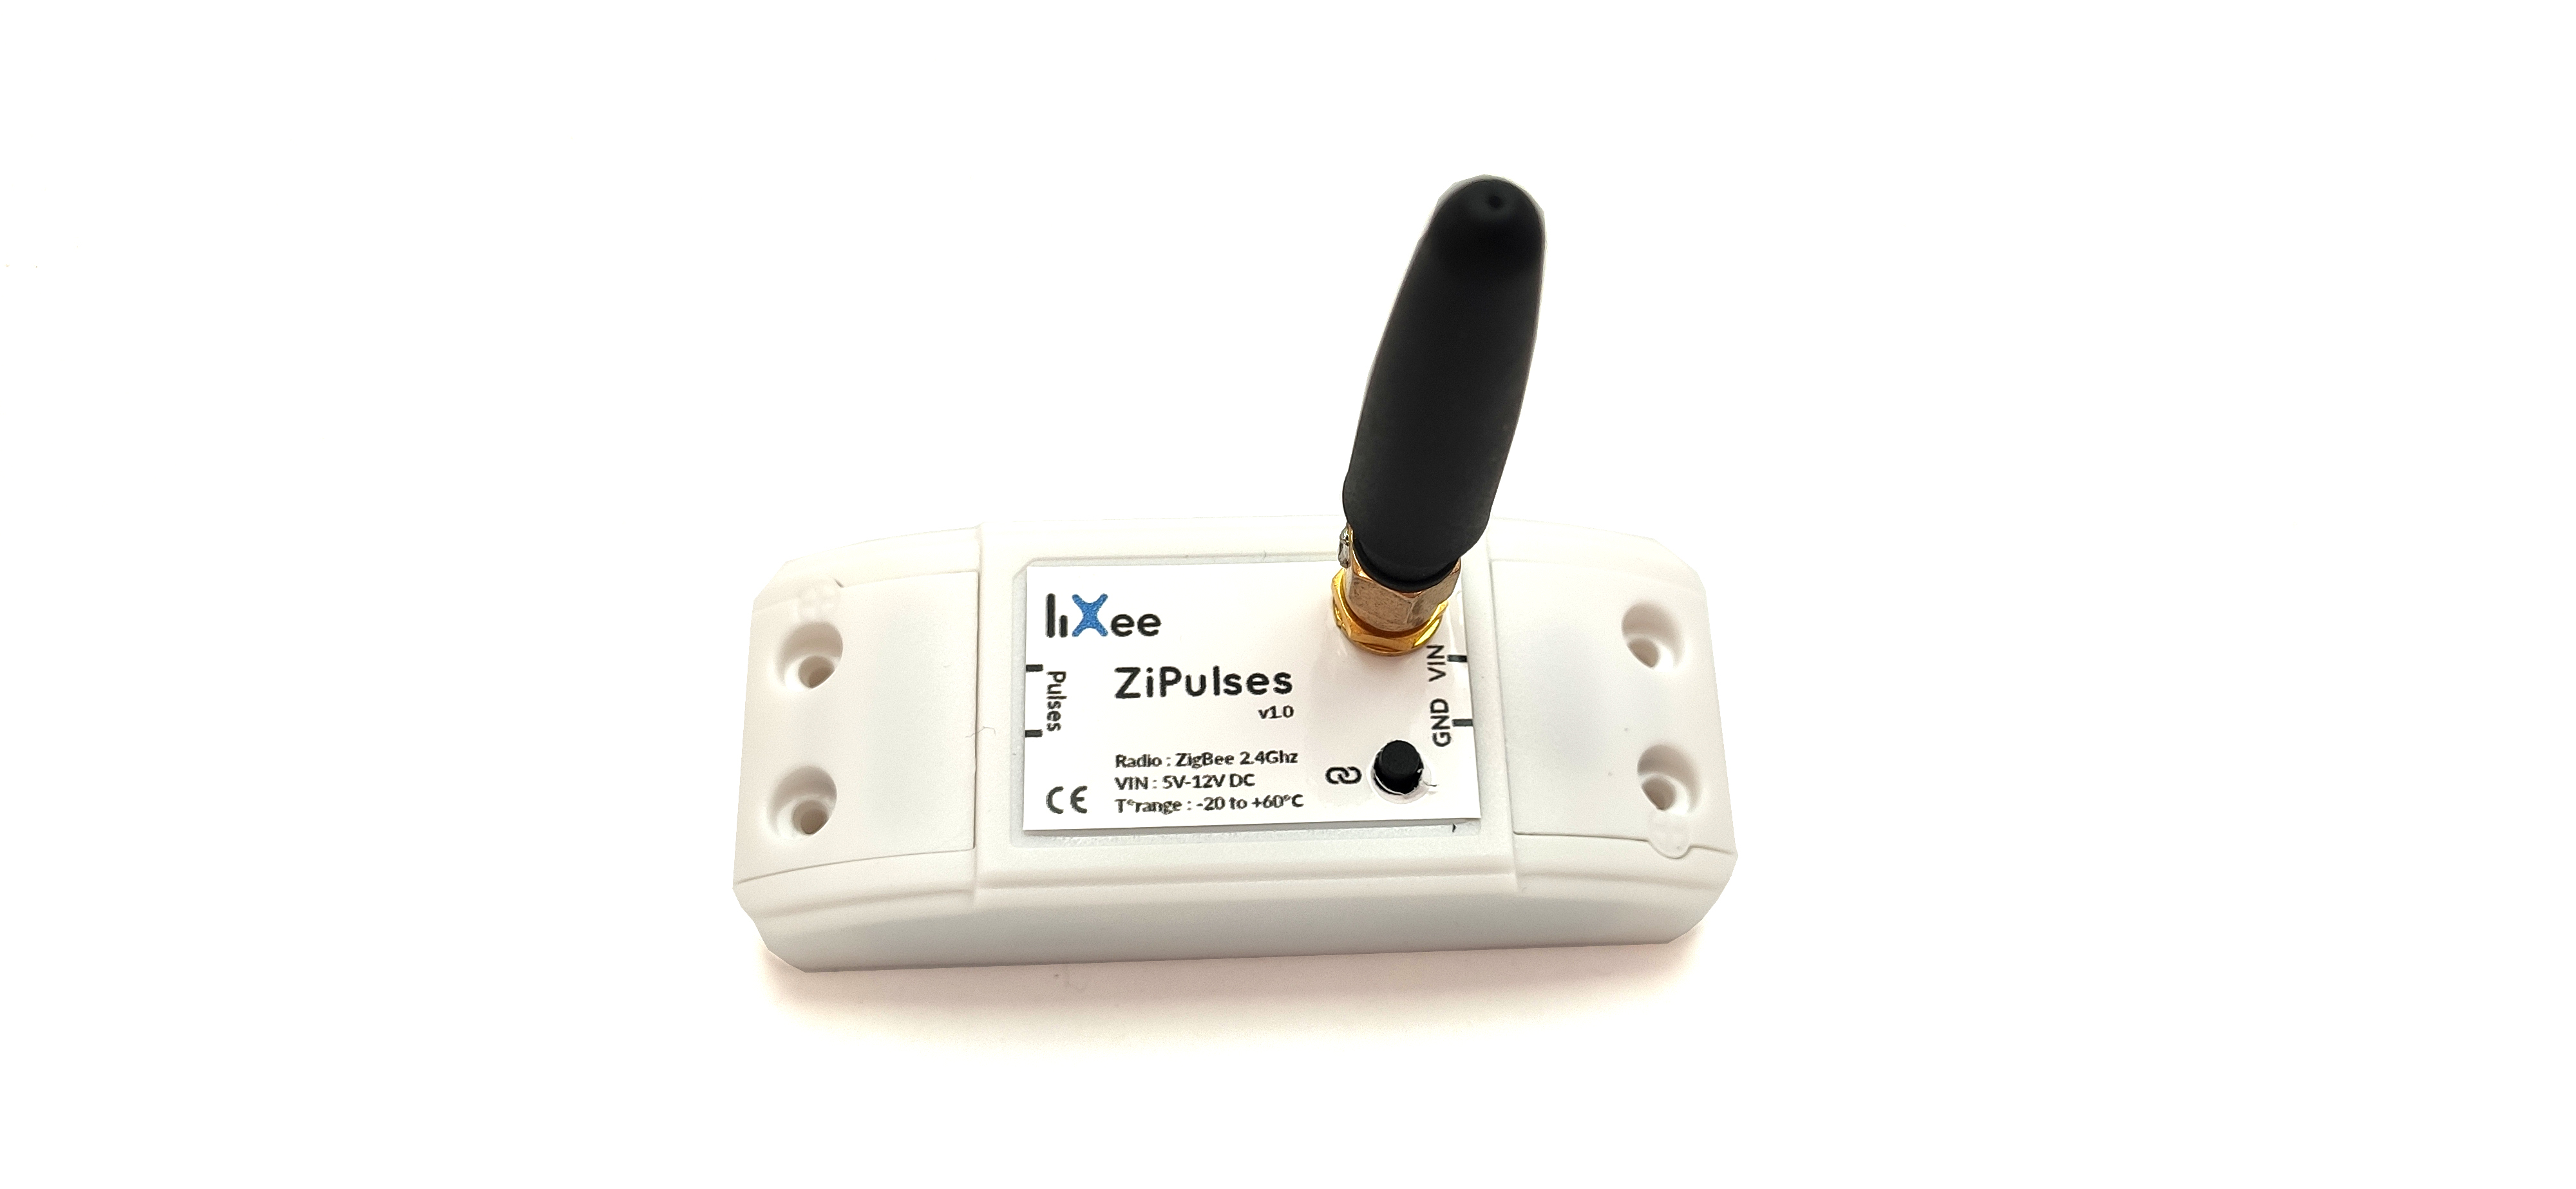 liXee
ZiPulses
v1.0
Pulses
VIN
GND
Radio : ZigBee 2.4Ghz
VIN : 5V-12V DC
T°range : -20 to +60°C
CE